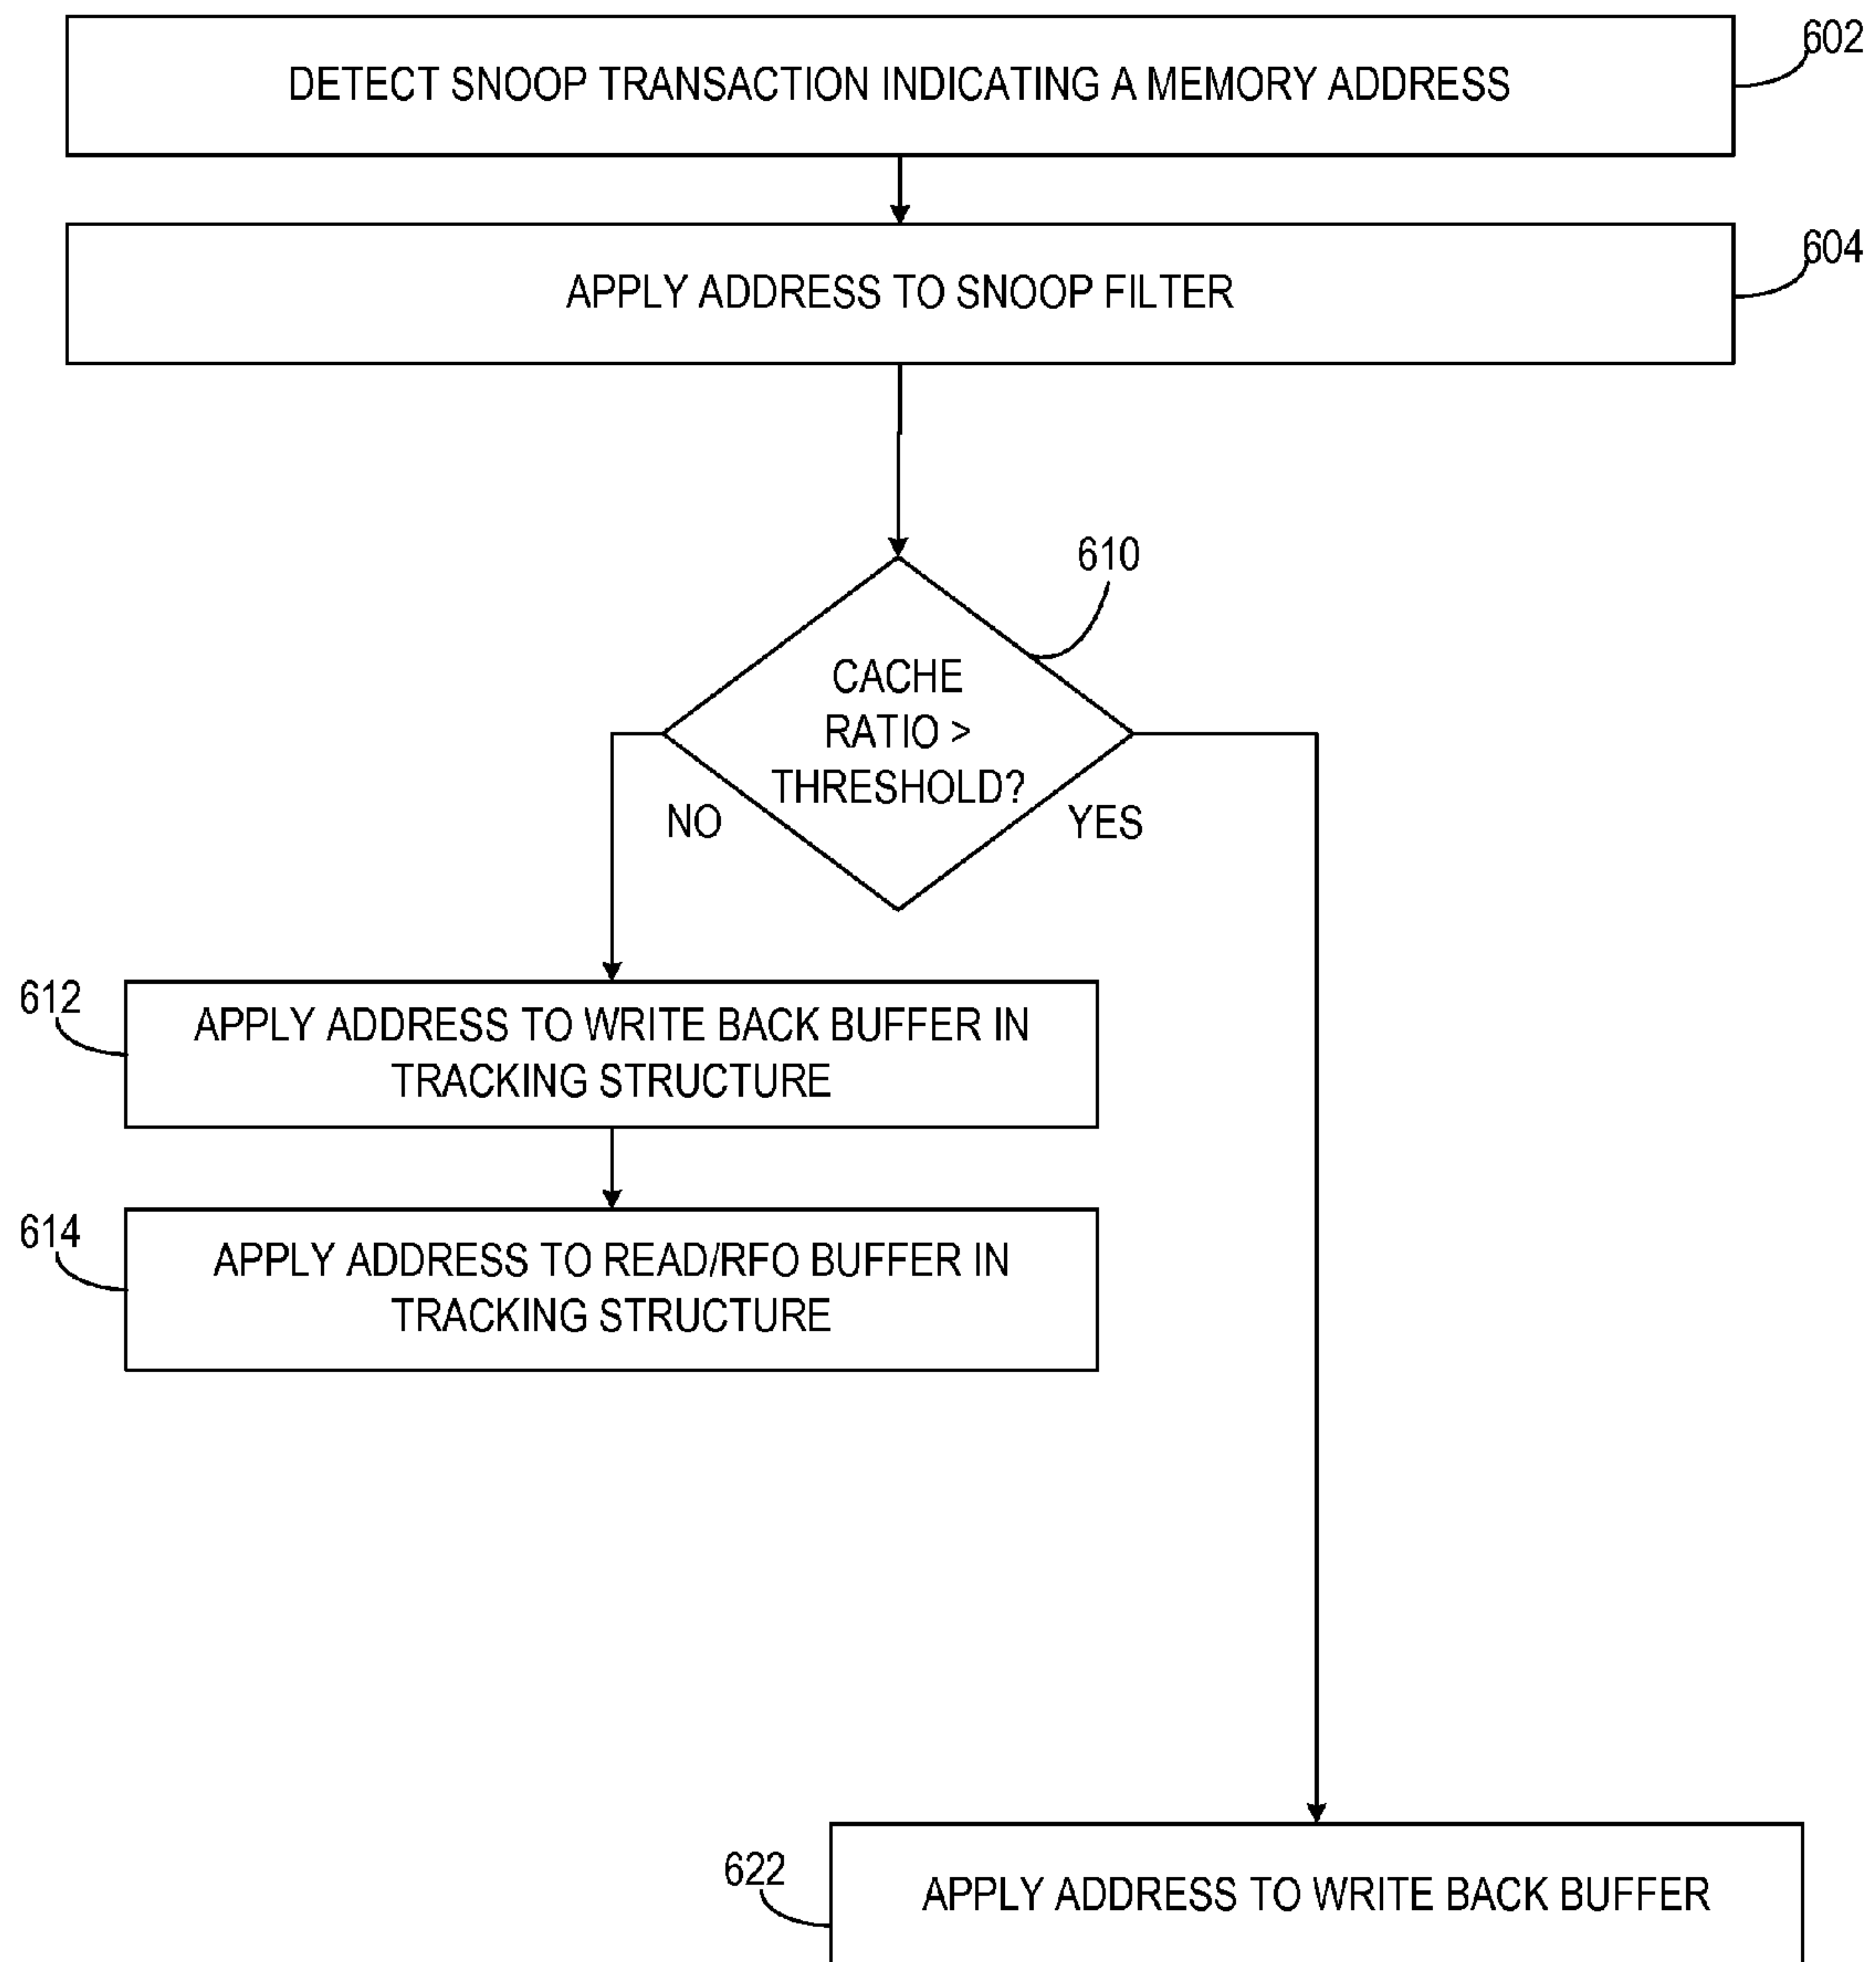 602
DETECT SNOOP TRANSACTION INDICATING A MEMORY ADDRESS
604
APPLY ADDRESS TO SNOOP FILTER
610
CACHE
RATIO >
THRESHOLD?
NO
YES
612
APPLY ADDRESS TO WRITE BACK BUFFER IN
TRACKING STRUCTURE
614
APPLY ADDRESS TO READ/RFO BUFFER IN
TRACKING STRUCTURE
622
APPLY ADDRESS TO WRITE BACK BUFFER